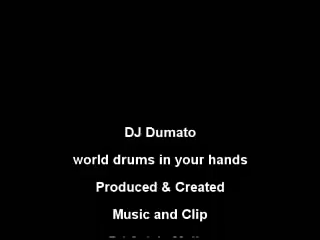 DJ Dumato
world drums in your hands
Produced & Created
Music and Clip